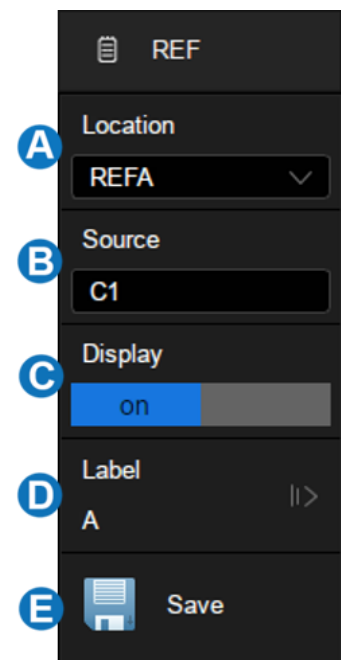 REF
A
Location
REFA
B
Source
C1
C
Display
on
D
Label
A
E
Save